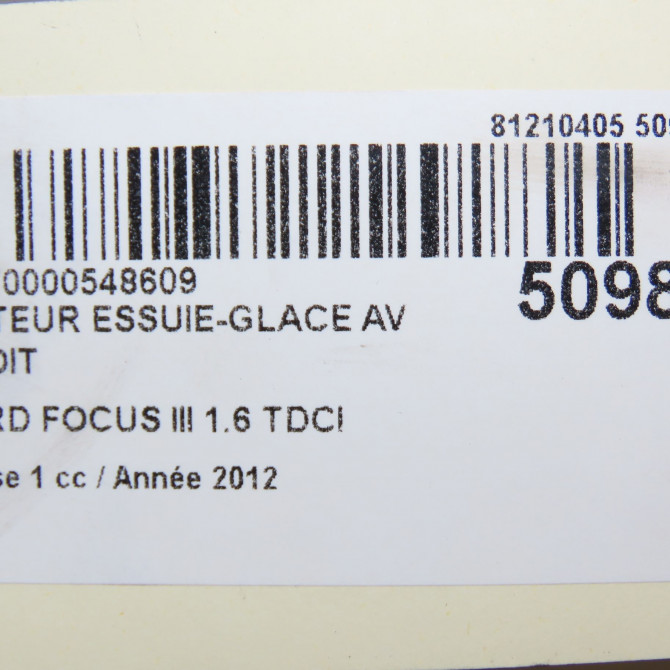 81210405 509
0000548609
5098
TEUR ESSUIE-GLACE AV
OIT
RD FOCUS III 1.6 TDCI
se 1 cc / Année 2012